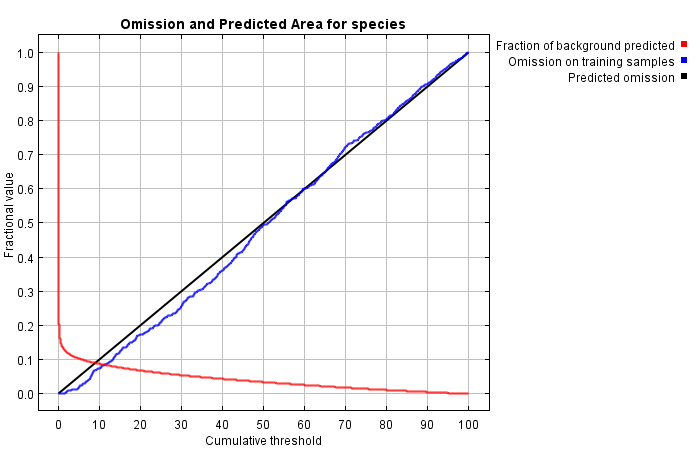 Omission and Predicted Area for species
Fraction of background predicted
Omission on training samples
Predicted omission
Fractional value
1.0
0.9
0.8
0.7
0.6
0.5
0.4
0.3
0.2
0.1
0.0
0 10 20 30 40 50 60 70 80 90 100
Cumulative threshold